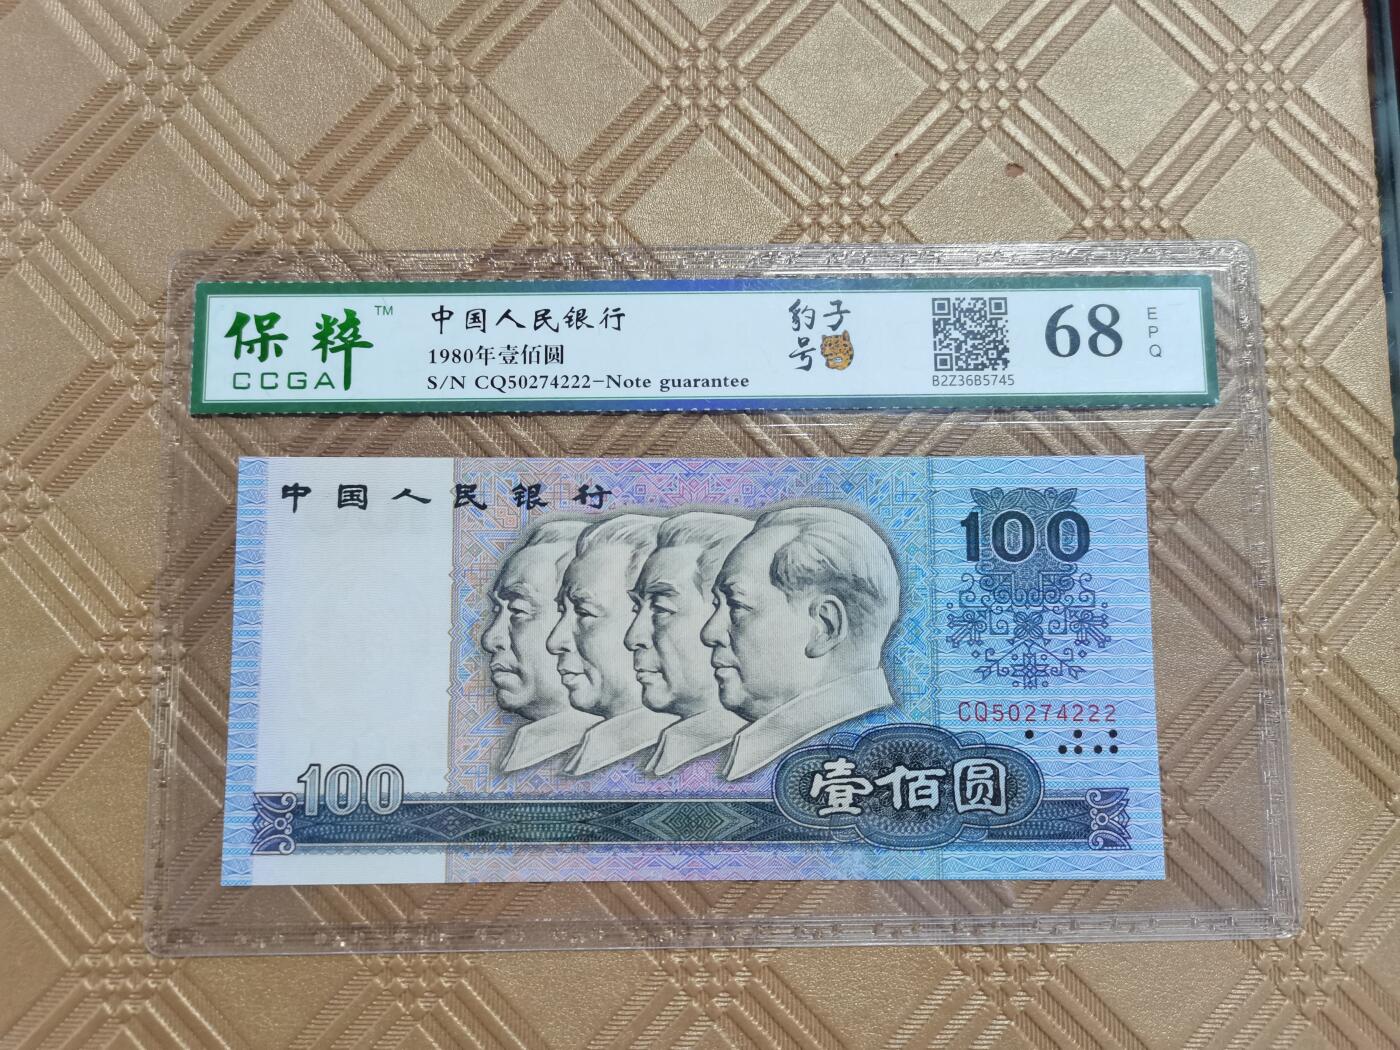 保粹™
CCGA
中国人民银行
1980年壹佰圆
S/N CQ50274222-Note guarantee
豹子
号
B2Z36B5745
68
EPQ
中国人民银行
100
CQ50274222
100
壹佰圆